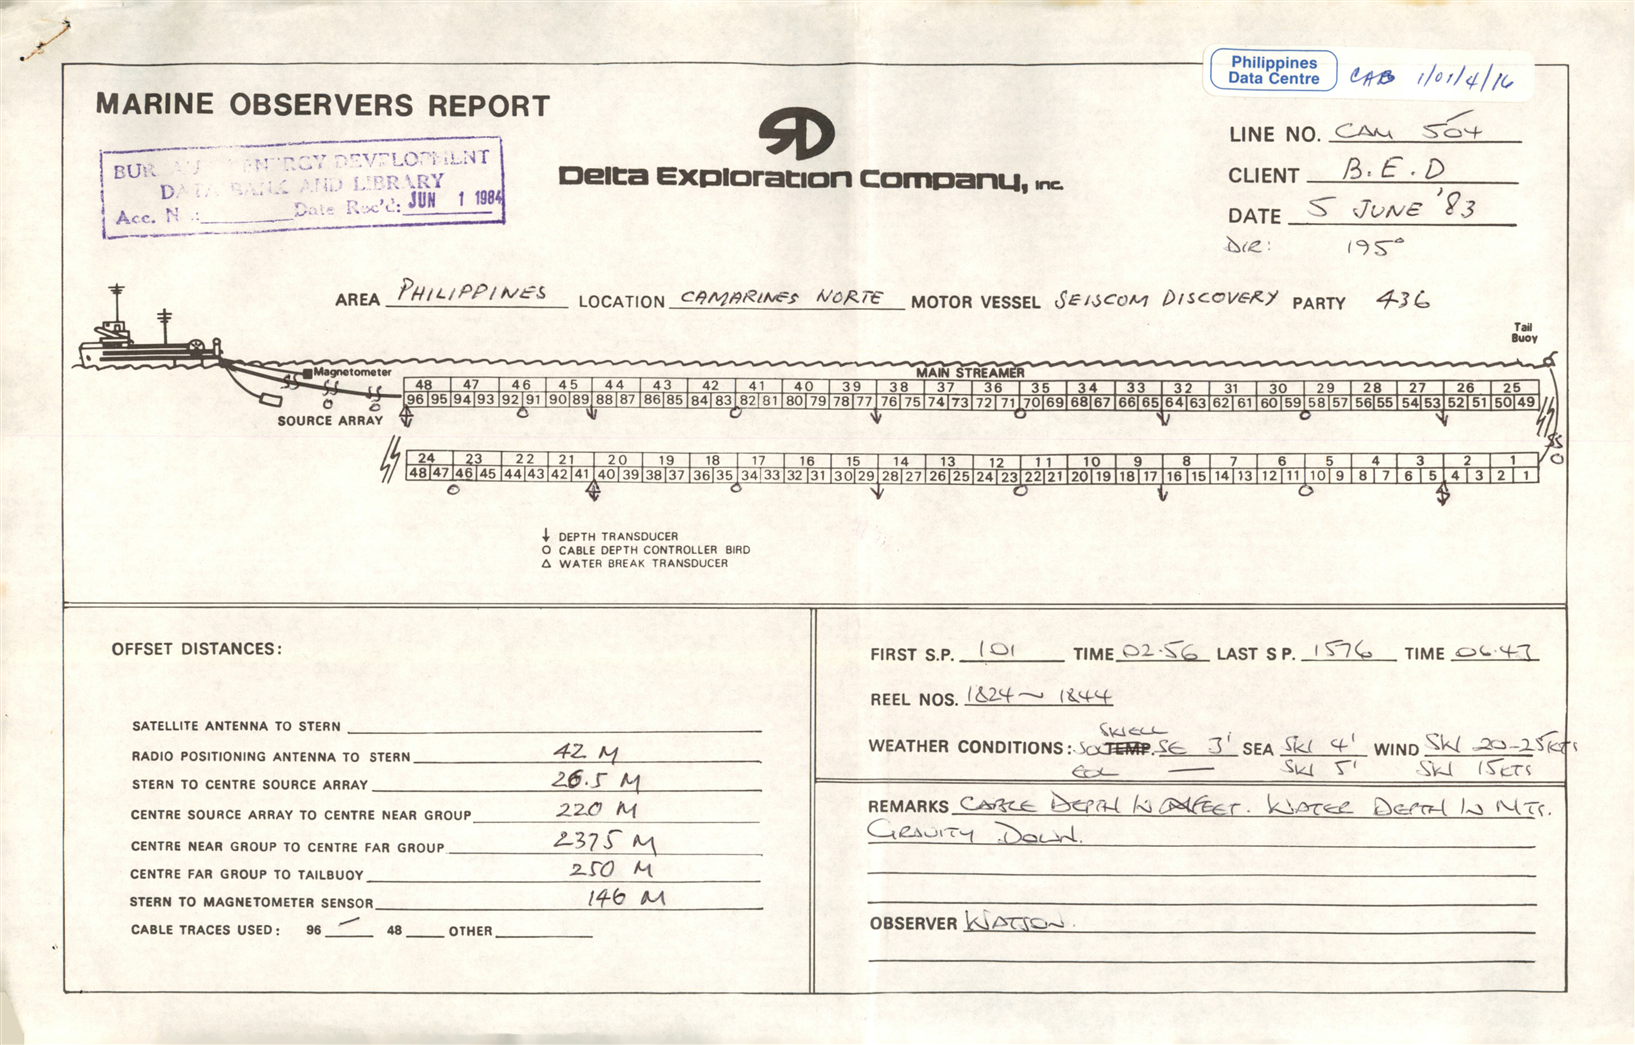 Philippines
Data Centre CAB 1/01/4/16
MARINE OBSERVERS REPORT
ENERGY DEVELOPMENT
DATA BANK AND LIBRARY
Acc. N : Date Rec'd: JUN 1 1984
SD
Delta Exploration Company, INC.
LINE NO. CAM 504
CLIENT B.E.D
DATE 5 JUNE '83
DIR: 195°
AREA PHILIPPINES LOCATION CAMARINES NORTE MOTOR VESSEL SEISCOM DISCOVERY PARTY 436
Tail
Buoy
Magnetometer
MAIN STREAMER
48 47 46 45 44 43 42 41 40 39 38 37 36 35 34 33 32 31 30 29 28 27 26 25
96 95 94 93 92 91 90 89 88 87 86 85 84 83 82 81 80 79 78 77 76 75 74 73 72 71 70 69 68 67 66 65 64 63 62 61 60 59 58 57 56 55 54 53 52 51 50 49
SOURCE ARRAY
24 23 22 21 20 19 18 17 16 15 14 13 12 11 10 9 8 7 6 5 4 3 2 1
48 47 46 45 44 43 42 41 40 39 38 37 36 35 34 33 32 31 30 29 28 27 26 25 24 23 22 21 20 19 18 17 16 15 14 13 12 11 10 9 8 7 6 5 4 3 2 1
↓ DEPTH TRANSDUCER
O CABLE DEPTH CONTROLLER BIRD
Δ WATER BREAK TRANSDUCER
OFFSET DISTANCES:
SATELLITE ANTENNA TO STERN
RADIO POSITIONING ANTENNA TO STERN 42 M
STERN TO CENTRE SOURCE ARRAY 26.5 M
CENTRE SOURCE ARRAY TO CENTRE NEAR GROUP 220 M
CENTRE NEAR GROUP TO CENTRE FAR GROUP 2375 M
CENTRE FAR GROUP TO TAILBUOY 250 M
STERN TO MAGNETOMETER SENSOR 146 M
CABLE TRACES USED: 96 48 OTHER
FIRST S.P. 101 TIME 02.56 LAST S P. 1576 TIME 06.43
REEL NOS. 1824 ~ 1844
SWELL
WEATHER CONDITIONS: SOL TEMP. SE 3' SEA SW 4' WIND SW 20-25KTS
EOL — SW 5' SW 15KTS
REMARKS CABLE DEPTH IN FEET. WATER DEPTH IN MTS.
GRAVITY DOWN.
OBSERVER WATSON.